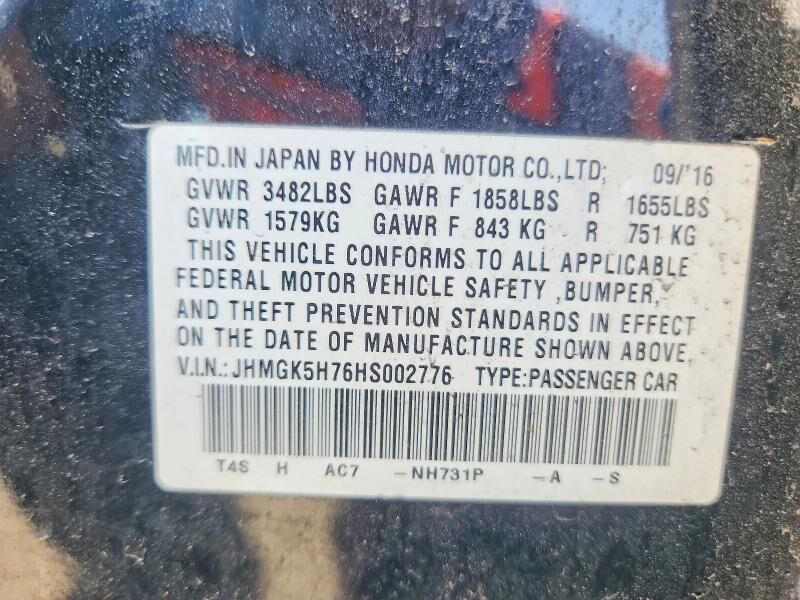 MFD.IN JAPAN BY HONDA MOTOR CO.,LTD; 09/'16
GVWR 3482LBS GAWR F 1858LBS R 1655LBS
GVWR 1579KG GAWR F 843 KG R 751 KG
THIS VEHICLE CONFORMS TO ALL APPLICABLE
FEDERAL MOTOR VEHICLE SAFETY ,BUMPER,
AND THEFT PREVENTION STANDARDS IN EFFECT
ON THE DATE OF MANUFACTURE SHOWN ABOVE,
V.I.N.:JHMGK5H76HS002776 TYPE:PASSENGER CAR
T4S H AC7 -NH731P -A -S